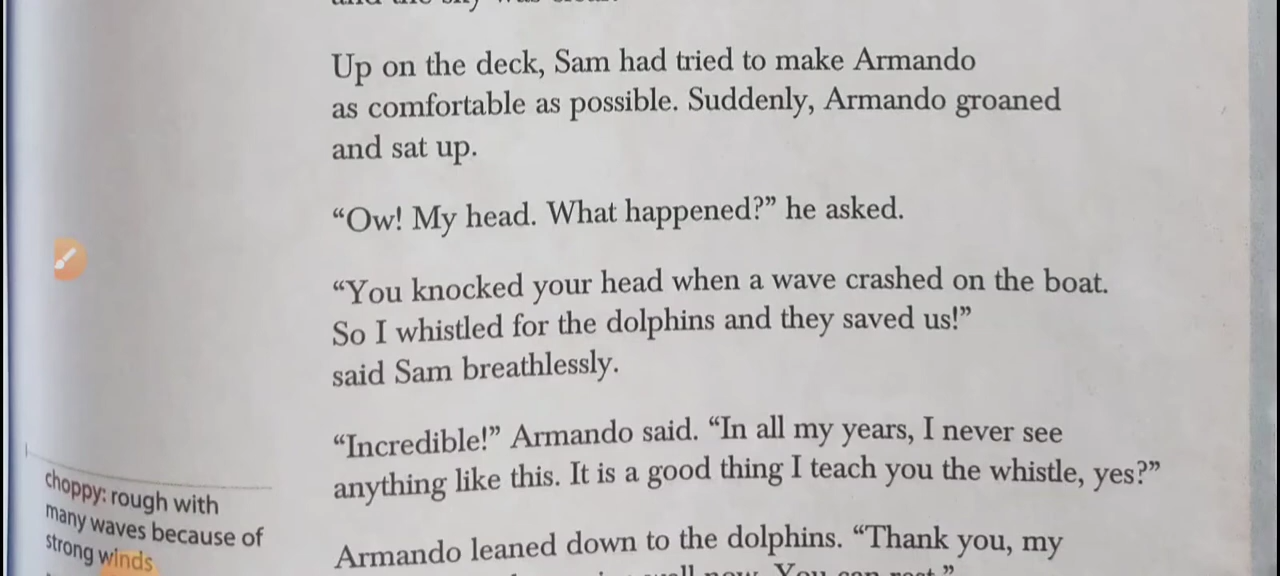 Up on the deck, Sam had tried to make Armando
as comfortable as possible. Suddenly, Armando groaned
and sat up.
“Ow! My head. What happened?” he asked.
“You knocked your head when a wave crashed on the boat.
So I whistled for the dolphins and they saved us!”
said Sam breathlessly.
“Incredible!” Armando said. “In all my years, I never see
anything like this. It is a good thing I teach you the whistle, yes?”
Armando leaned down to the dolphins. “Thank you, my
now. You can rest.”
choppy: rough with
many waves because of
strong winds